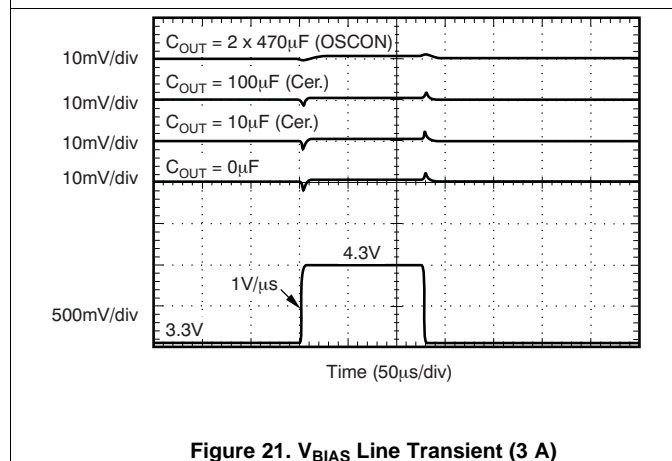 C_OUT = 2 x 470μF (OSCON)
10mV/div
C_OUT = 100μF (Cer.)
10mV/div
C_OUT = 10μF (Cer.)
10mV/div
C_OUT = 0μF
10mV/div
4.3V
1V/μs
500mV/div
3.3V
Time (50μs/div)
Figure 21. V_BIAS Line Transient (3 A)